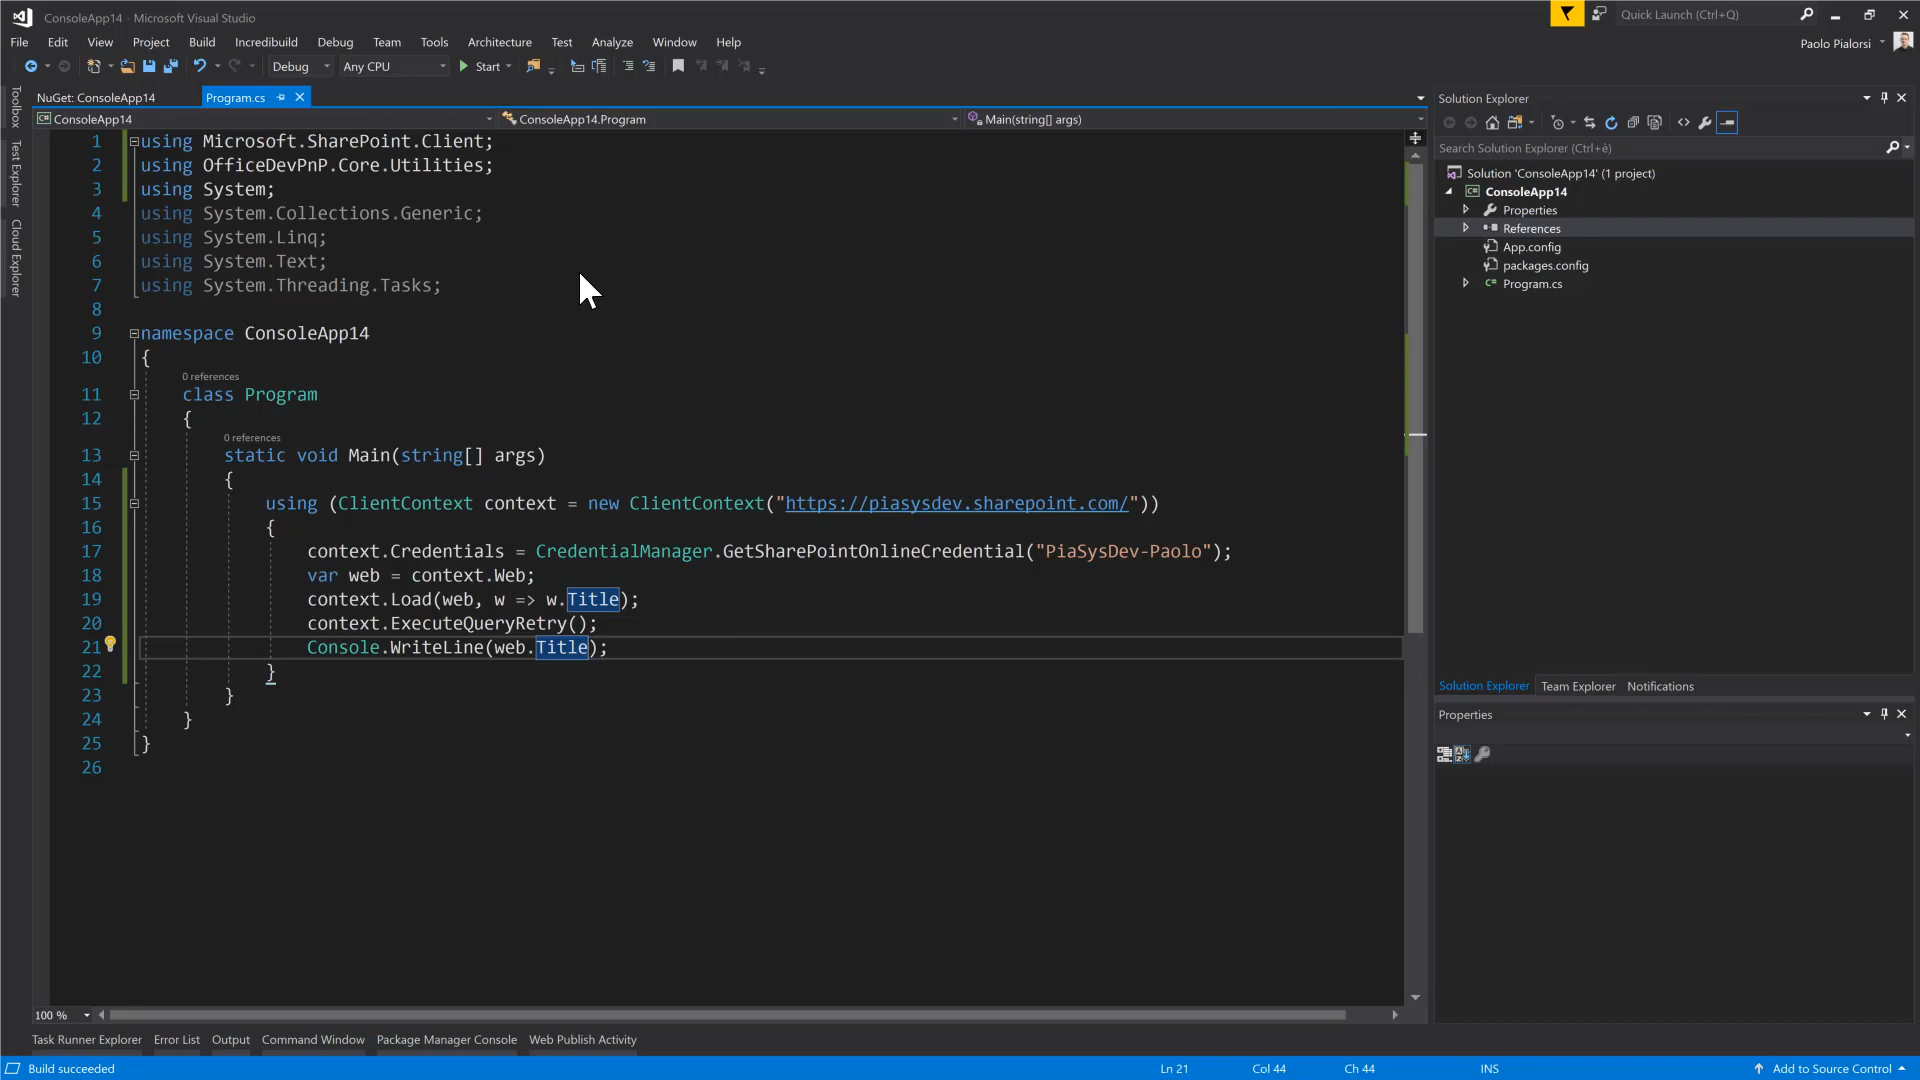 ConsoleApp14 - Microsoft Visual Studio
Quick Launch (Ctrl+Q)
File Edit View Project Build Incredibuild Debug Team Tools Architecture Test Analyze Window Help
Paolo Pialorsi
Debug Any CPU Start
Toolbox
Test Explorer
Cloud Explorer
NuGet: ConsoleApp14 Program.cs
ConsoleApp14 ConsoleApp14.Program Main(string[] args)
1 using Microsoft.SharePoint.Client;
2 using OfficeDevPnP.Core.Utilities;
3 using System;
4 using System.Collections.Generic;
5 using System.Linq;
6 using System.Text;
7 using System.Threading.Tasks;
8
9 namespace ConsoleApp14
10 {
0 references
11 class Program
12 {
0 references
13 static void Main(string[] args)
14 {
15 using (ClientContext context = new ClientContext("https://piasysdev.sharepoint.com/"))
16 {
17 context.Credentials = CredentialManager.GetSharePointOnlineCredential("PiaSysDev-Paolo");
18 var web = context.Web;
19 context.Load(web, w => w.Title);
20 context.ExecuteQueryRetry();
21 Console.WriteLine(web.Title);
22 }
23 }
24 }
25 }
26
100 %
Solution Explorer
Search Solution Explorer (Ctrl+è)
Solution 'ConsoleApp14' (1 project)
ConsoleApp14
Properties
References
App.config
packages.config
Program.cs
Solution Explorer Team Explorer Notifications
Properties
Task Runner Explorer Error List Output Command Window Package Manager Console Web Publish Activity
Build succeeded Ln 21 Col 44 Ch 44 INS Add to Source Control